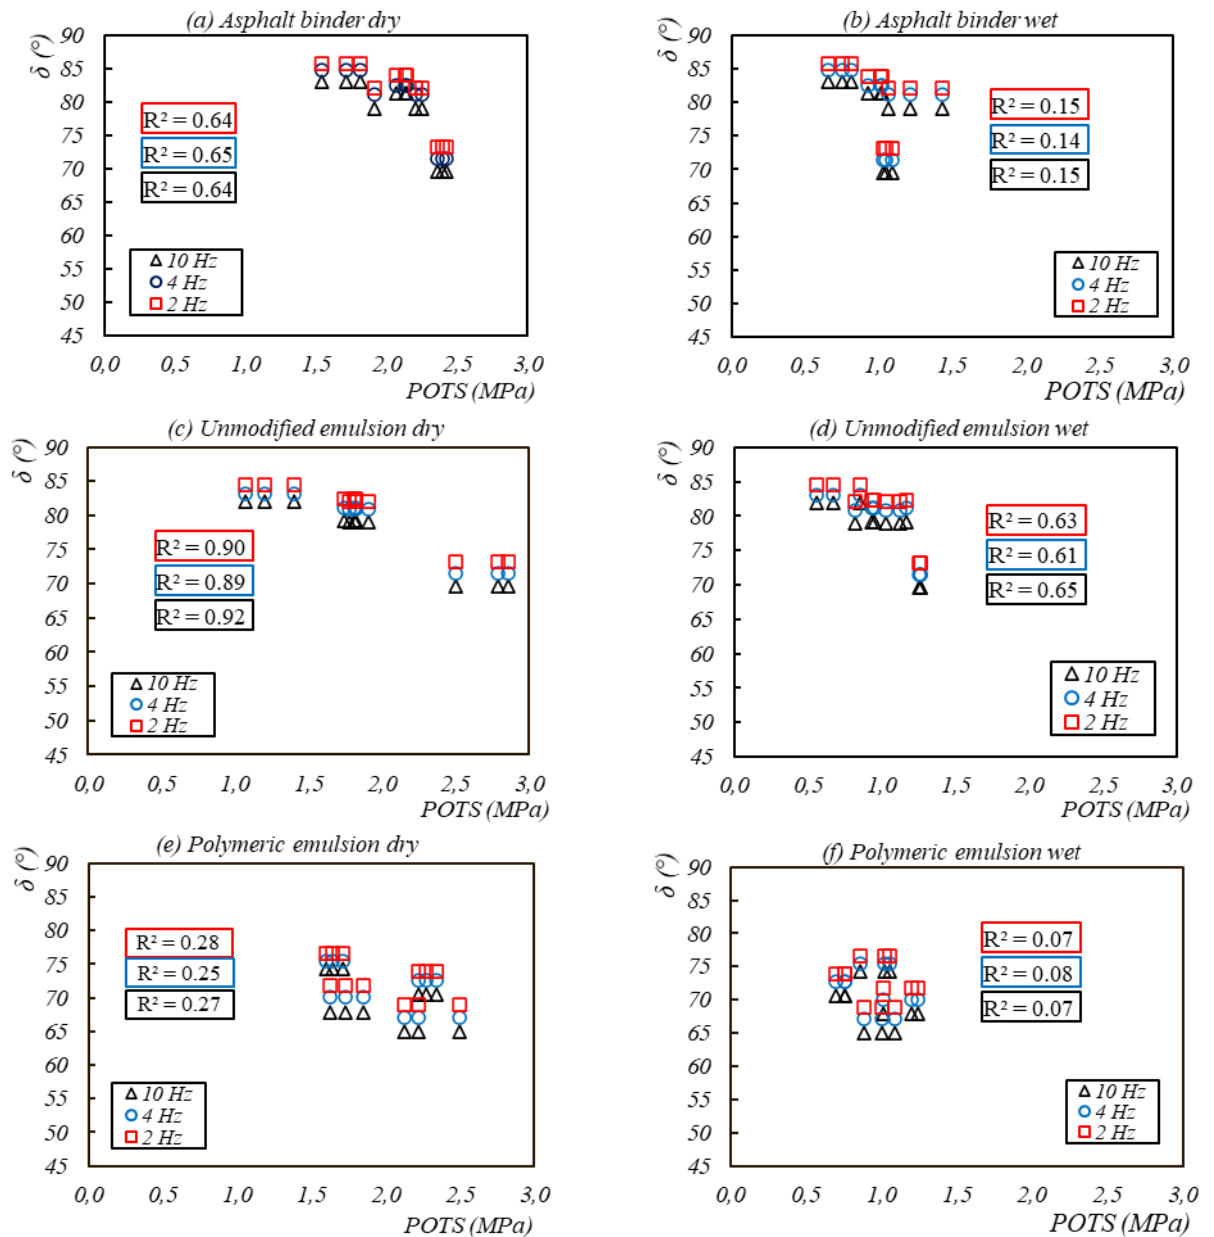 (a) Asphalt binder dry
δ (°)
90
85
80
75
70
65
60
55
50
45
R² = 0.64
R² = 0.65
R² = 0.64
10 Hz
4 Hz
2 Hz
0,0 0,5 1,0 1,5 2,0 2,5 3,0
POTS (MPa)
(b) Asphalt binder wet
δ (°)
90
85
80
75
70
65
60
55
50
45
R² = 0.15
R² = 0.14
R² = 0.15
10 Hz
4 Hz
2 Hz
0,0 0,5 1,0 1,5 2,0 2,5 3,0
POTS (MPa)
(c) Unmodified emulsion dry
δ (°)
90
85
80
75
70
65
60
55
50
45
R² = 0.90
R² = 0.89
R² = 0.92
10 Hz
4 Hz
2 Hz
0,0 0,5 1,0 1,5 2,0 2,5 3,0
POTS (MPa)
(d) Unmodified emulsion wet
δ (°)
90
85
80
75
70
65
60
55
50
45
R² = 0.63
R² = 0.61
R² = 0.65
10 Hz
4 Hz
2 Hz
0,0 0,5 1,0 1,5 2,0 2,5 3,0
POTS (MPa)
(e) Polymeric emulsion dry
δ (°)
90
85
80
75
70
65
60
55
50
45
R² = 0.28
R² = 0.25
R² = 0.27
10 Hz
4 Hz
2 Hz
0,0 0,5 1,0 1,5 2,0 2,5 3,0
POTS (MPa)
(f) Polymeric emulsion wet
δ (°)
90
85
80
75
70
65
60
55
50
45
R² = 0.07
R² = 0.08
R² = 0.07
10 Hz
4 Hz
2 Hz
0,0 0,5 1,0 1,5 2,0 2,5 3,0
POTS (MPa)